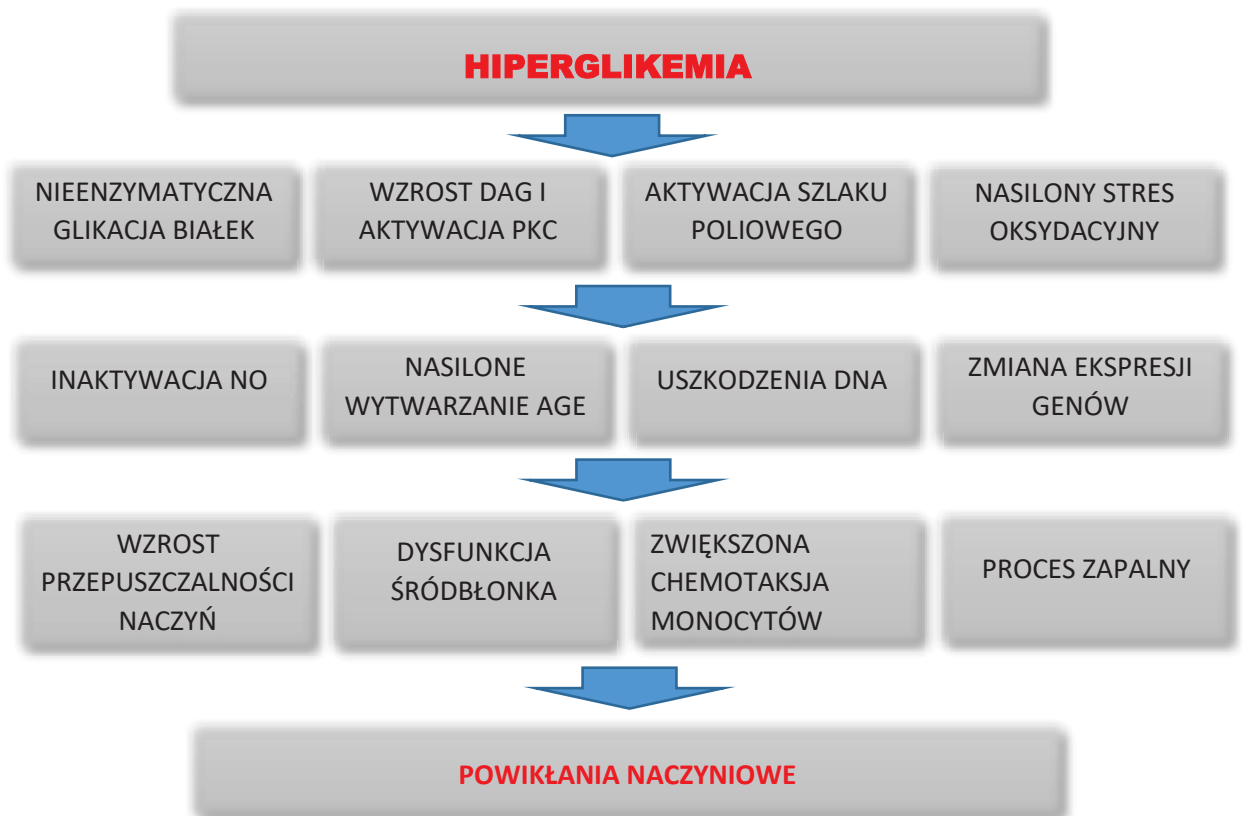 HIPERGLIKEMIA
NIEENZYMATYCZNA
GLIKACJA BIAŁEK
WZROST DAG I
AKTYWACJA PKC
AKTYWACJA SZLAKU
POLIOWEGO
NASILONY STRES
OKSYDACYJNY
INAKTYWACJA NO
NASILONE
WYTWARZANIE AGE
USZKODZENIA DNA
ZMIANA EKSPRESJI
GENÓW
WZROST
PRZEPUSZCZALNOŚCI
NACZYŃ
DYSFUNKCJA
ŚRÓDBŁONKA
ZWIĘKSZONA
CHEMOTAKSJA
MONOCYTÓW
PROCES ZAPALNY
POWIKŁANIA NACZYNIOWE